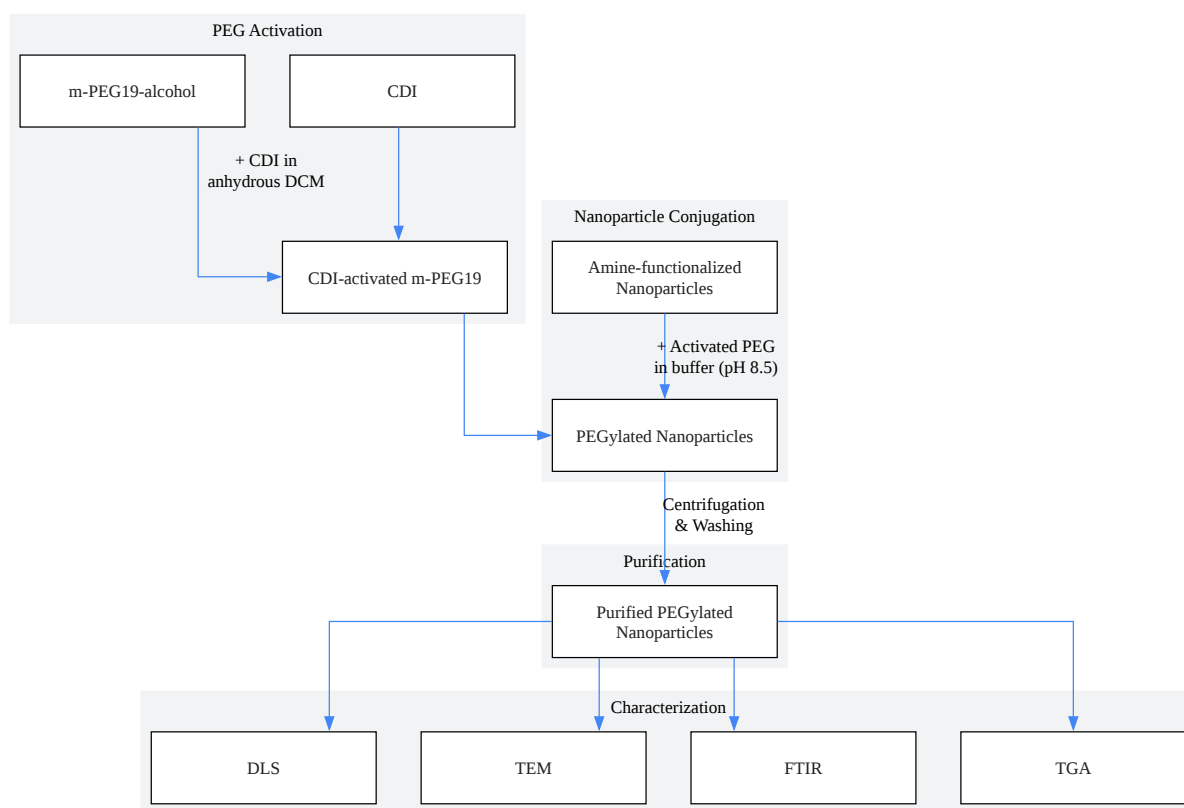 PEG Activation
m-PEG19-alcohol
CDI
+ CDI in
anhydrous DCM
CDI-activated m-PEG19
Nanoparticle Conjugation
Amine-functionalized
Nanoparticles
+ Activated PEG
in buffer (pH 8.5)
PEGylated Nanoparticles
Centrifugation
& Washing
Purification
Purified PEGylated
Nanoparticles
Characterization
DLS
TEM
FTIR
TGA